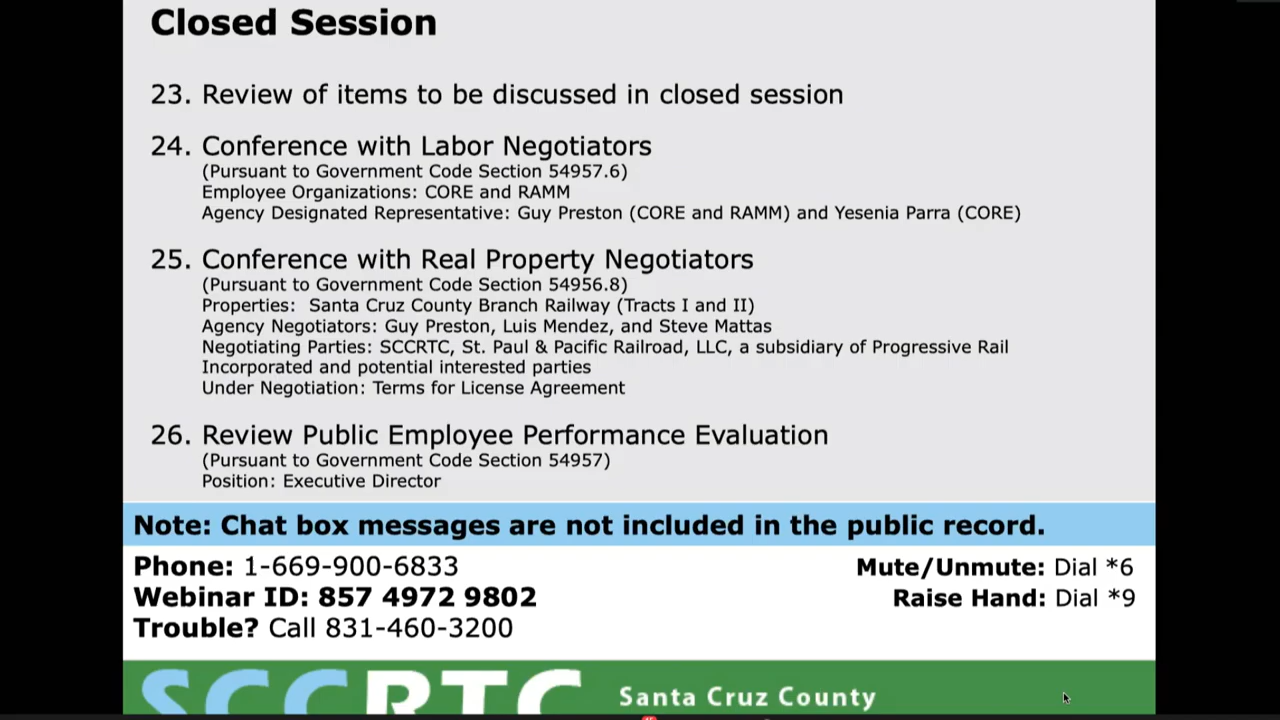 Closed Session
23. Review of items to be discussed in closed session
24. Conference with Labor Negotiators
(Pursuant to Government Code Section 54957.6)
Employee Organizations: CORE and RAMM
Agency Designated Representative: Guy Preston (CORE and RAMM) and Yesenia Parra (CORE)
25. Conference with Real Property Negotiators
(Pursuant to Government Code Section 54956.8)
Properties: Santa Cruz County Branch Railway (Tracts I and II)
Agency Negotiators: Guy Preston, Luis Mendez, and Steve Mattas
Negotiating Parties: SCCRTC, St. Paul & Pacific Railroad, LLC, a subsidiary of Progressive Rail
Incorporated and potential interested parties
Under Negotiation: Terms for License Agreement
26. Review Public Employee Performance Evaluation
(Pursuant to Government Code Section 54957)
Position: Executive Director
Note: Chat box messages are not included in the public record.
Phone: 1-669-900-6833
Mute/Unmute: Dial *6
Webinar ID: 857 4972 9802
Raise Hand: Dial *9
Trouble? Call 831-460-3200
SCCRTC Santa Cruz County